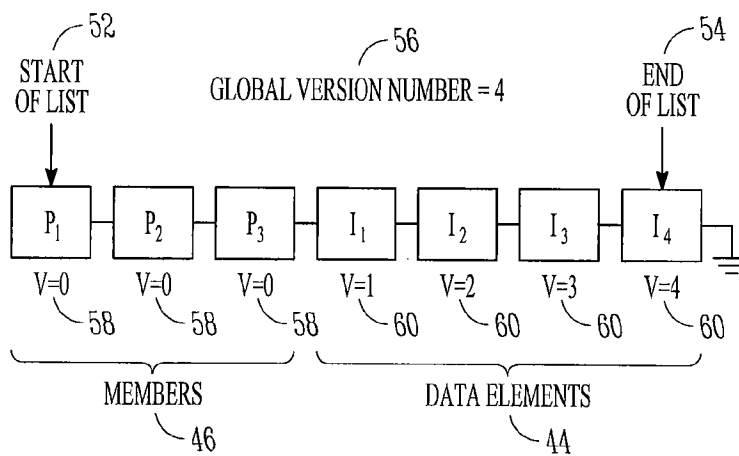 52
56
54
START
OF LIST
GLOBAL VERSION NUMBER = 4
END
OF LIST
P₁ P₂ P₃ I₁ I₂ I₃ I₄
V=0 V=0 V=0 V=1 V=2 V=3 V=4
58 58 58 60 60 60 60
MEMBERS DATA ELEMENTS
46 44